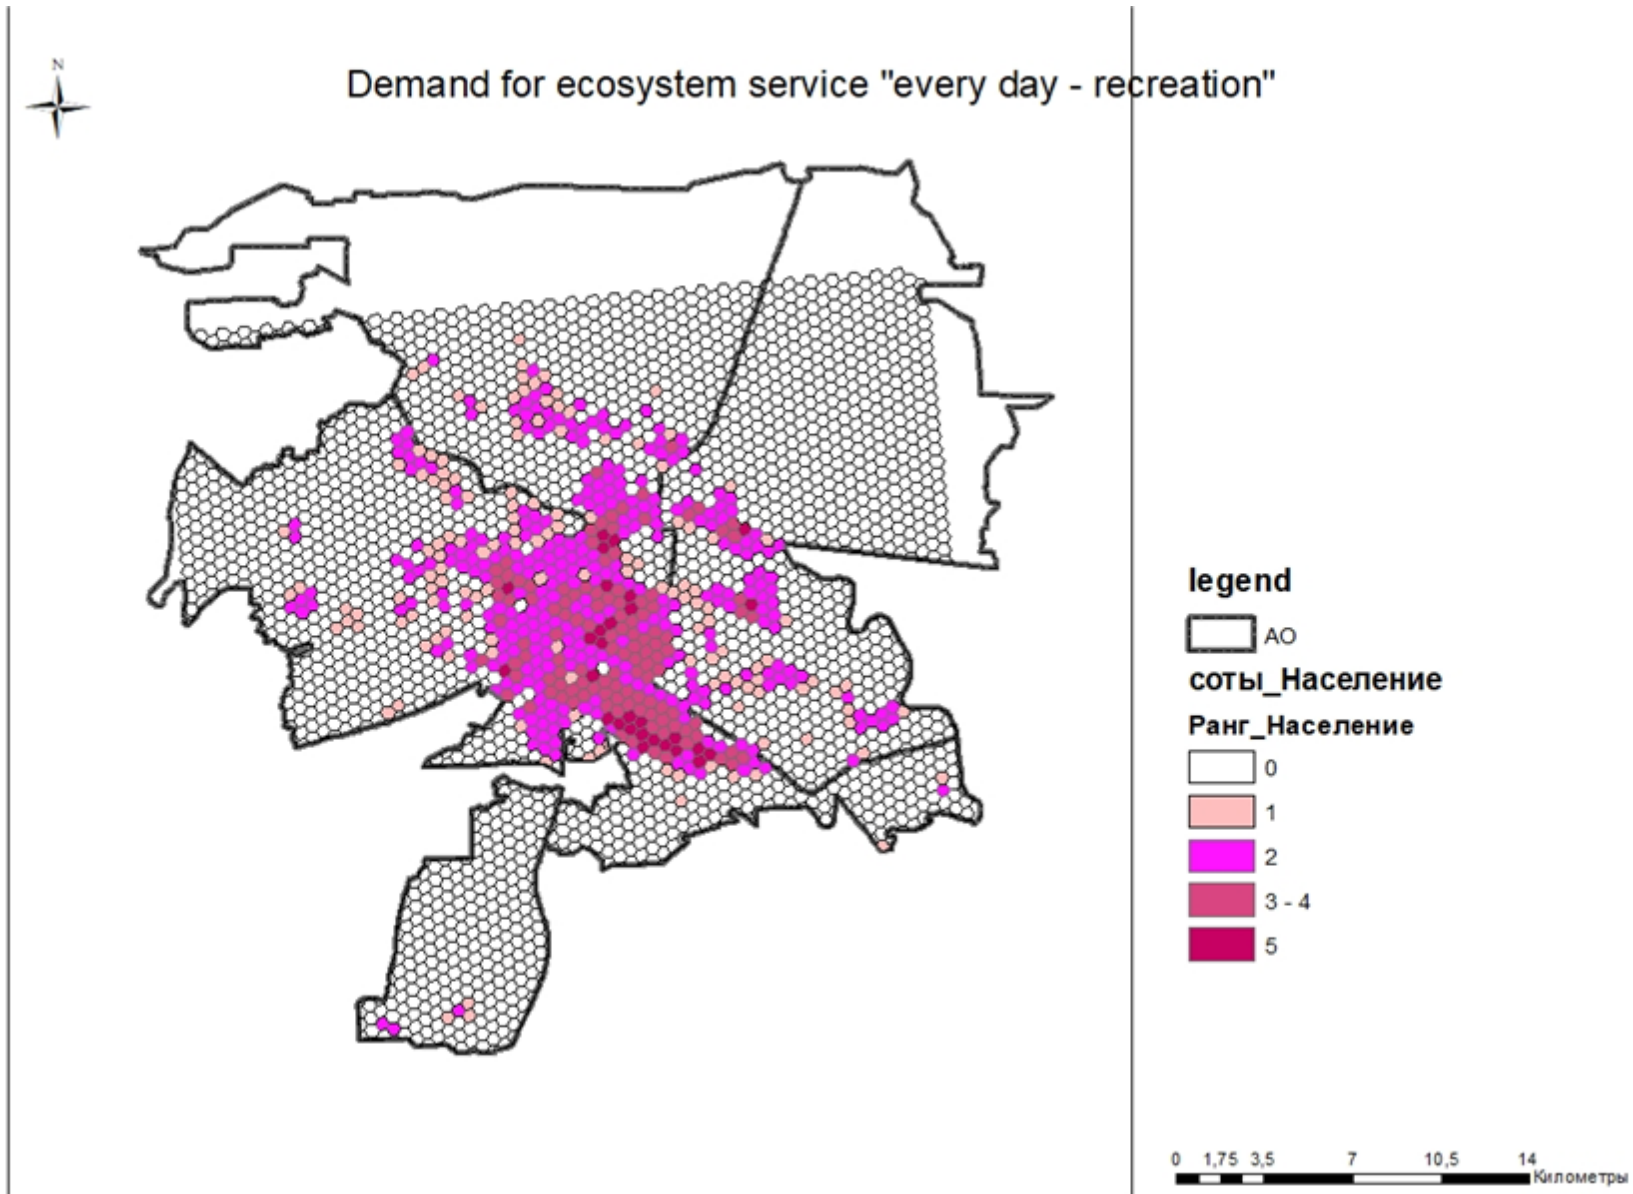 N
Demand for ecosystem service "every day - recreation"
legend
АО
соты_Население
Ранг_Население
0
1
2
3 - 4
5
0 1,75 3,5 7 10,5 14
Километры